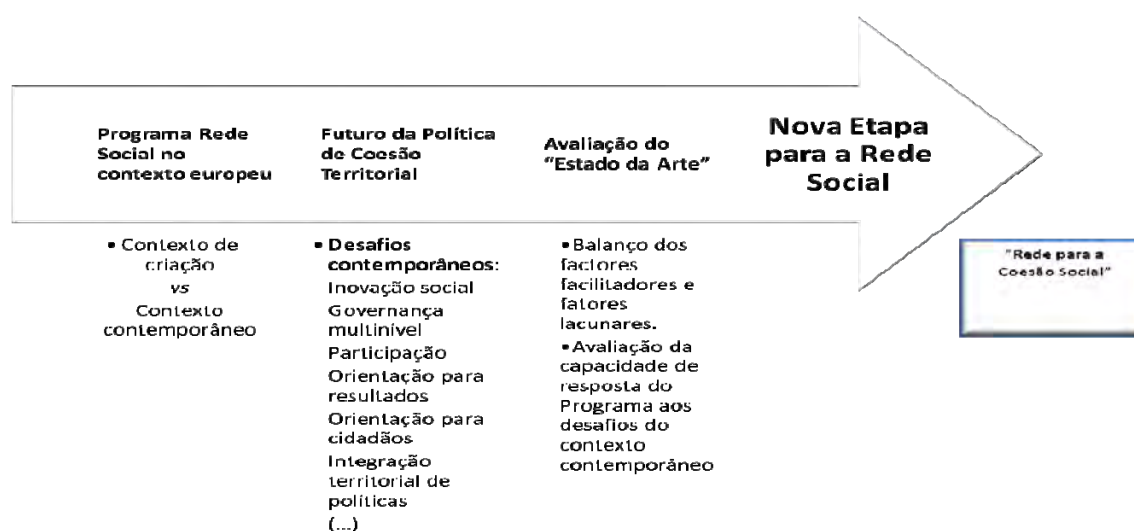 Programa Rede
Social no
contexto europeu
Futuro da Política
de Coesão
Territorial
Avaliação do
"Estado da Arte"
Nova Etapa
para a Rede
Social
• Contexto de
criação
vs
Contexto
contemporâneo
• Desafios
contemporâneos:
Inovação social
Governança
multinível
Participação
Orientação para
resultados
Orientação para
cidadãos
Integração
territorial de
políticas
(...)
• Balanço dos
factores
facilitadores e
fatores
lacunares.
• Avaliação da
capacidade de
resposta do
Programa aos
desafios do
contexto
contemporâneo
"Rede para a
Coesão Social"